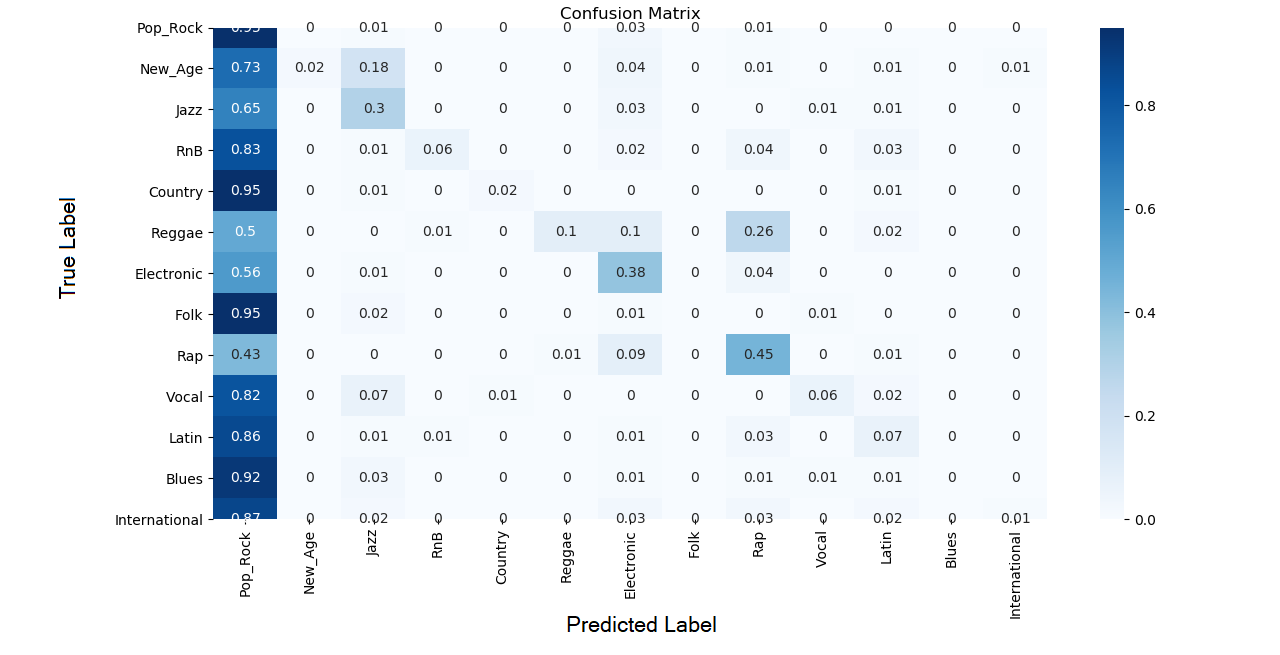 Confusion Matrix
Pop_Rock 0 0.01 0 0 0 0.03 0 0.01 0 0 0 0
New_Age 0.73 0.02 0.18 0 0 0 0.04 0 0.01 0 0.01 0 0.01
Jazz 0.65 0 0.3 0 0 0 0.03 0 0 0.01 0.01 0 0
RnB 0.83 0 0.01 0.06 0 0 0.02 0 0.04 0 0.03 0 0
Country 0.95 0 0.01 0 0.02 0 0 0 0 0 0.01 0 0
Reggae 0.5 0 0 0.01 0 0.1 0.1 0 0.26 0 0.02 0 0
Electronic 0.56 0 0.01 0 0 0 0.38 0 0.04 0 0 0 0
Folk 0.95 0 0.02 0 0 0 0.01 0 0 0.01 0 0 0
Rap 0.43 0 0 0 0 0.01 0.09 0 0.45 0 0.01 0 0
Vocal 0.82 0 0.07 0 0.01 0 0 0 0 0.06 0.02 0 0
Latin 0.86 0 0.01 0.01 0 0 0.01 0 0.03 0 0.07 0 0
Blues 0.92 0 0.03 0 0 0 0.01 0 0.01 0.01 0.01 0 0
International 0.87 0 0.02 0 0 0 0.03 0 0.03 0 0.02 0 0.01
Pop_Rock New_Age Jazz RnB Country Reggae Electronic Folk Rap Vocal Latin Blues International
True Label
Predicted Label
0.8
0.6
0.4
0.2
0.0